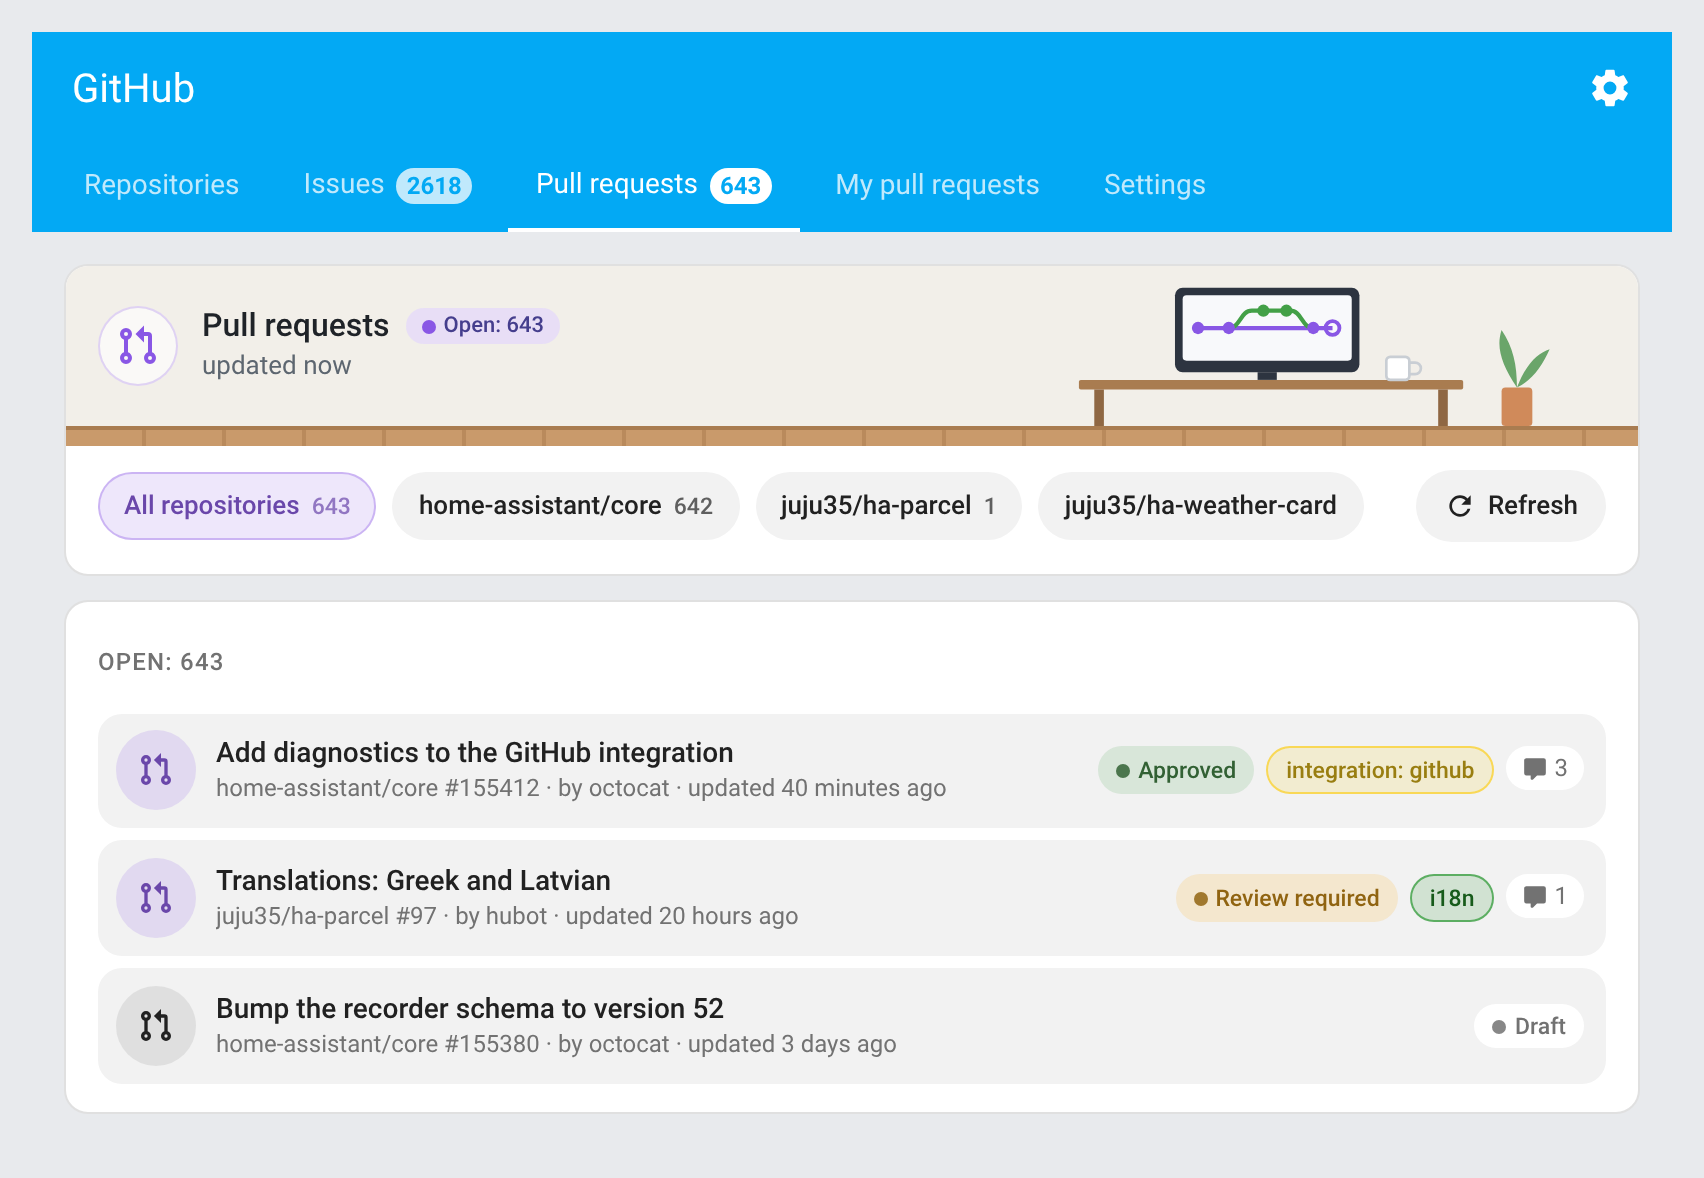 GitHub
Repositories Issues 2618 Pull requests 643 My pull requests Settings
Pull requests Open: 643
updated now
All repositories 643 home-assistant/core 642 juju35/ha-parcel 1 juju35/ha-weather-card Refresh
OPEN: 643
Add diagnostics to the GitHub integration
home-assistant/core #155412 · by octocat · updated 40 minutes ago
Approved integration: github 3
Translations: Greek and Latvian
juju35/ha-parcel #97 · by hubot · updated 20 hours ago
Review required i18n 1
Bump the recorder schema to version 52
home-assistant/core #155380 · by octocat · updated 3 days ago
Draft